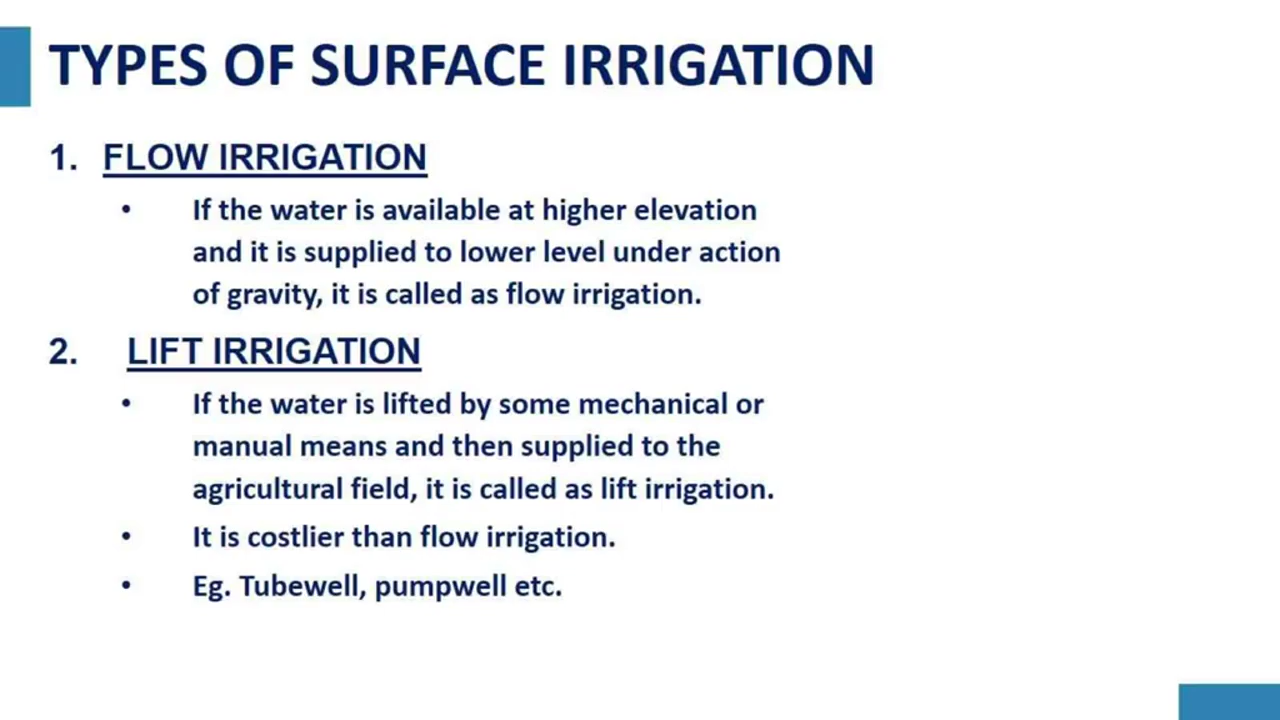 TYPES OF SURFACE IRRIGATION
1. FLOW IRRIGATION
• If the water is available at higher elevation
and it is supplied to lower level under action
of gravity, it is called as flow irrigation.
2. LIFT IRRIGATION
• If the water is lifted by some mechanical or
manual means and then supplied to the
agricultural field, it is called as lift irrigation.
• It is costlier than flow irrigation.
• Eg. Tubewell, pumpwell etc.